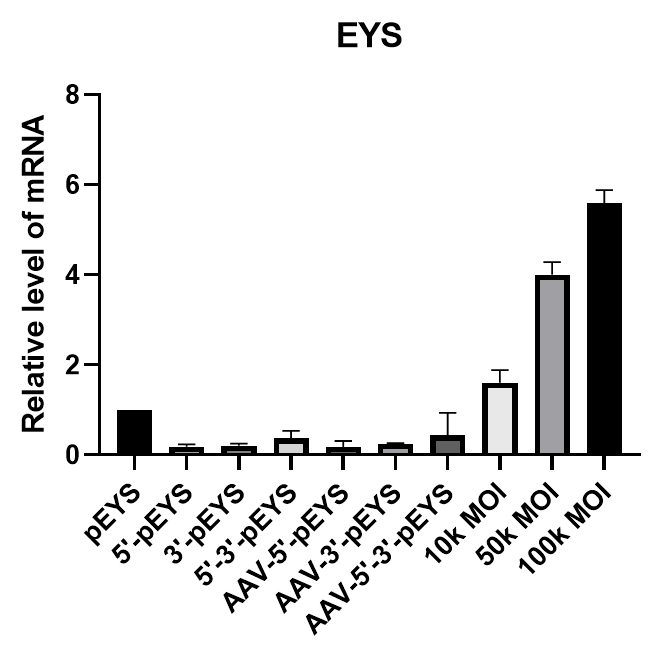 EYS
Relative level of mRNA
8
6
4
2
0
pEYS
5'-pEYS
3'-pEYS
5'-3'-pEYS
AAV-5'-pEYS
AAV-3'-pEYS
AAV-5'-3'-pEYS
10k MOI
50k MOI
100k MOI